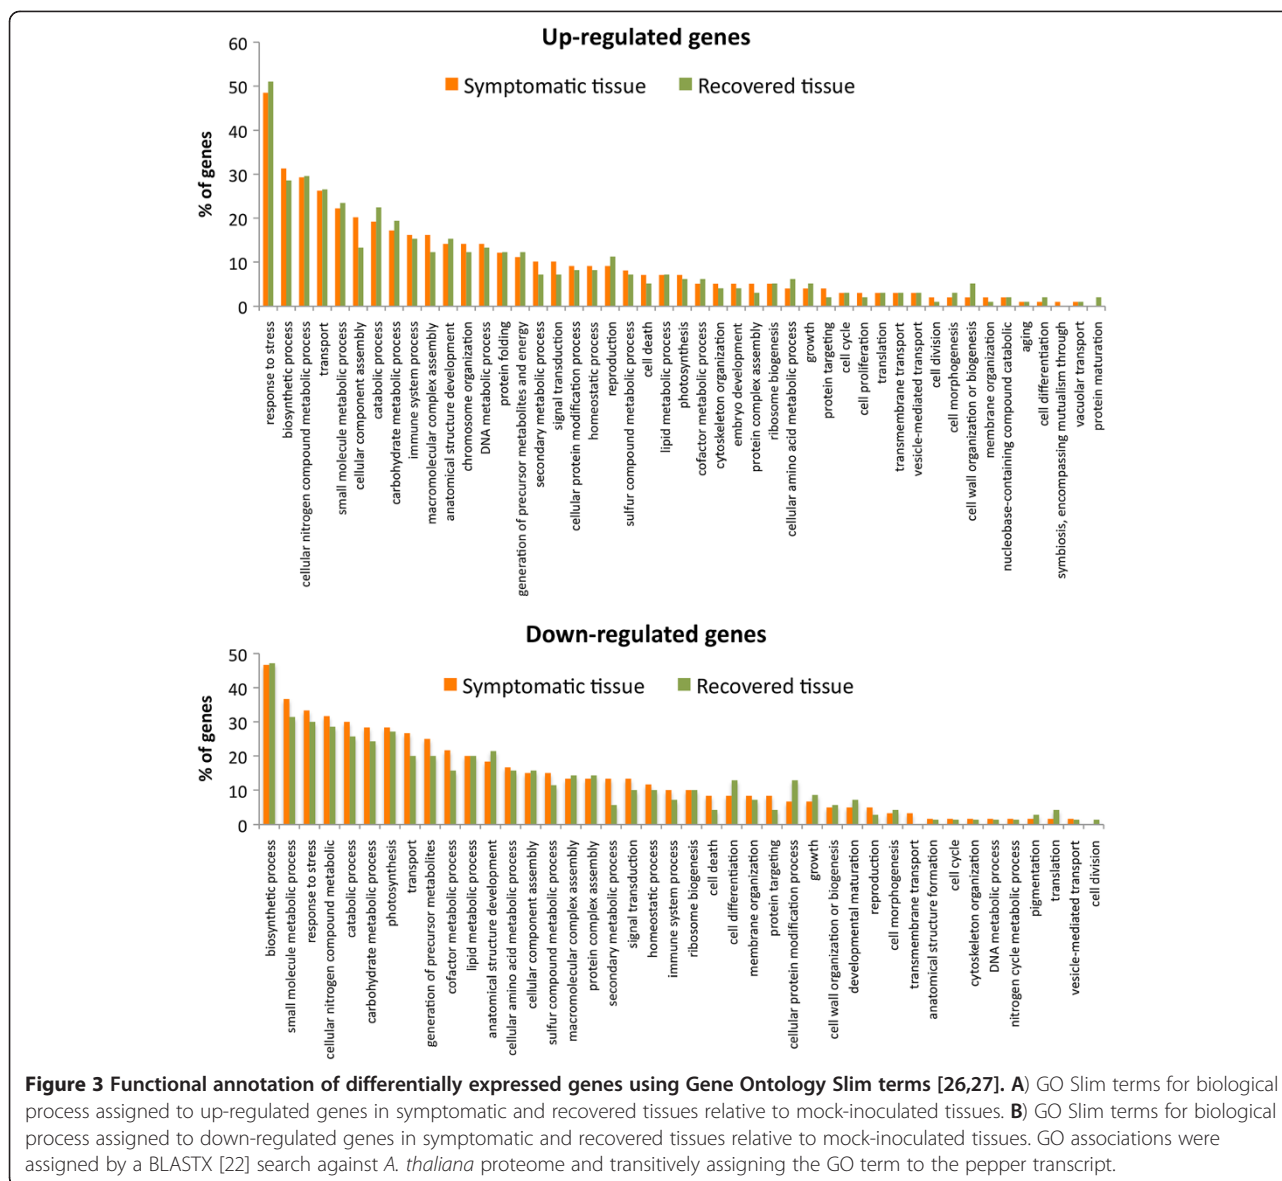 Up-regulated genes
Symptomatic tissue
Recovered tissue
% of genes
60
50
40
30
20
10
0
response to stress
biosynthetic process
cellular nitrogen compound metabolic process
transport
small molecule metabolic process
cellular component assembly
catabolic process
carbohydrate metabolic process
immune system process
macromolecular complex assembly
anatomical structure development
chromosome organization
DNA metabolic process
protein folding
generation of precursor metabolites and energy
secondary metabolic process
signal transduction
cellular protein modification process
homeostatic process
reproduction
sulfur compound metabolic process
cell death
lipid metabolic process
photosynthesis
cofactor metabolic process
cytoskeleton organization
embryo development
protein complex assembly
ribosome biogenesis
cellular amino acid metabolic process
growth
protein targeting
cell cycle
cell proliferation
translation
transmembrane transport
vesicle-mediated transport
cell division
cell morphogenesis
cell wall organization or biogenesis
membrane organization
nucleobase-containing compound catabolic
aging
cell differentiation
symbiosis, encompassing mutualism through
vacuolar transport
protein maturation
Down-regulated genes
Symptomatic tissue
Recovered tissue
% of genes
50
40
30
20
10
0
biosynthetic process
small molecule metabolic process
response to stress
cellular nitrogen compound metabolic
catabolic process
carbohydrate metabolic process
photosynthesis
transport
generation of precursor metabolites
cofactor metabolic process
lipid metabolic process
anatomical structure development
cellular amino acid metabolic process
cellular component assembly
sulfur compound metabolic process
macromolecular complex assembly
protein complex assembly
secondary metabolic process
signal transduction
homeostatic process
immune system process
ribosome biogenesis
cell death
cell differentiation
membrane organization
protein targeting
cellular protein modification process
growth
cell wall organization or biogenesis
developmental maturation
reproduction
cell morphogenesis
transmembrane transport
anatomical structure formation
cell cycle
cytoskeleton organization
DNA metabolic process
nitrogen cycle metabolic process
pigmentation
translation
vesicle-mediated transport
cell division
Figure 3 Functional annotation of differentially expressed genes using Gene Ontology Slim terms [26,27]. A) GO Slim terms for biological
process assigned to up-regulated genes in symptomatic and recovered tissues relative to mock-inoculated tissues. B) GO Slim terms for biological
process assigned to down-regulated genes in symptomatic and recovered tissues relative to mock-inoculated tissues. GO associations were
assigned by a BLASTX [22] search against A. thaliana proteome and transitively assigning the GO term to the pepper transcript.